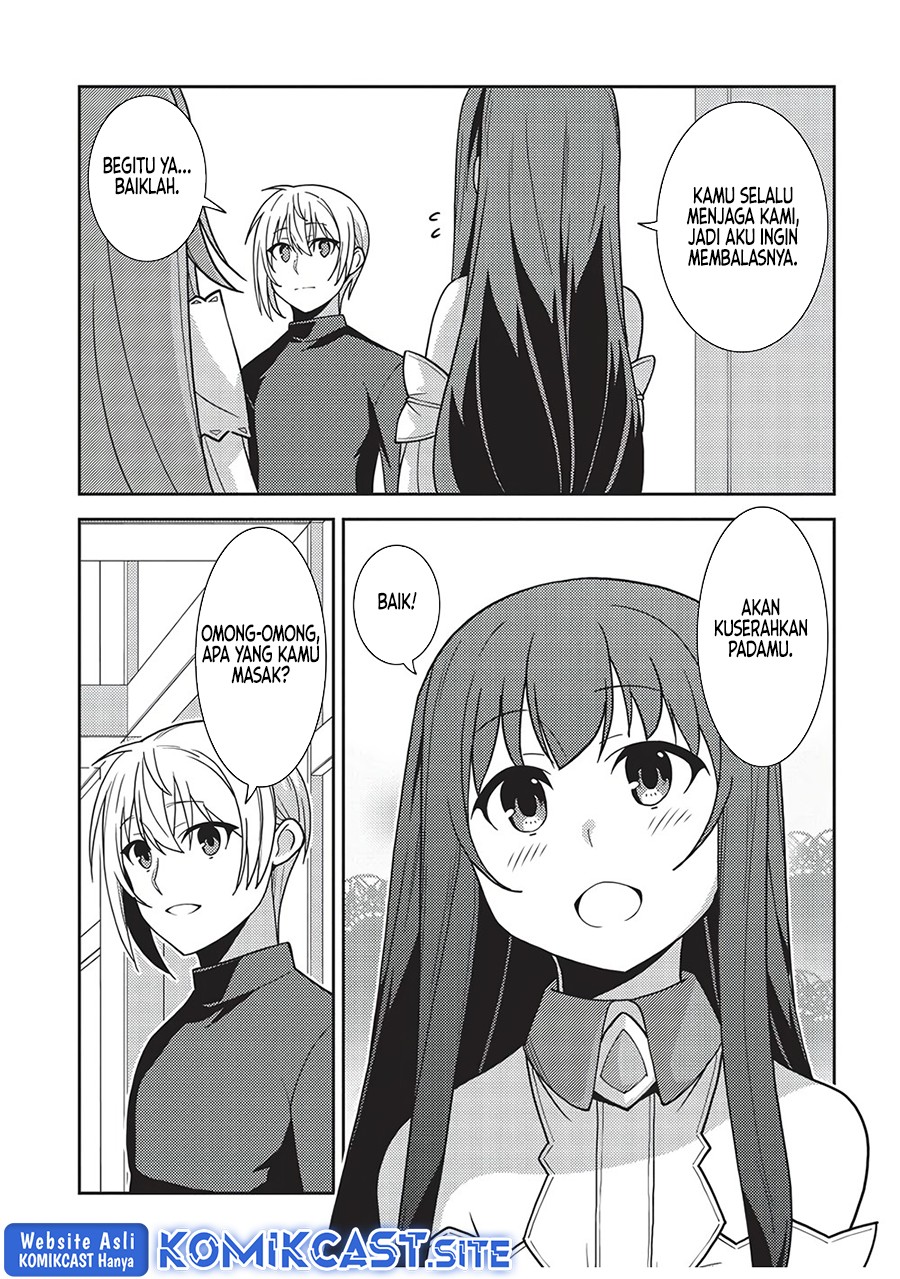 KAMU SELALU
MENJAGA KAMI,
JADI AKU INGIN
MEMBALASNYA.
BEGITU YA...
BAIKLAH.
AKAN
KUSERAHKAN
PADAMU.
BAIK!
OMONG-OMONG,
APA YANG KAMU
MASAK?
Website Asli
KOMIKCAST Hanya
KOMIKCAST.SITE